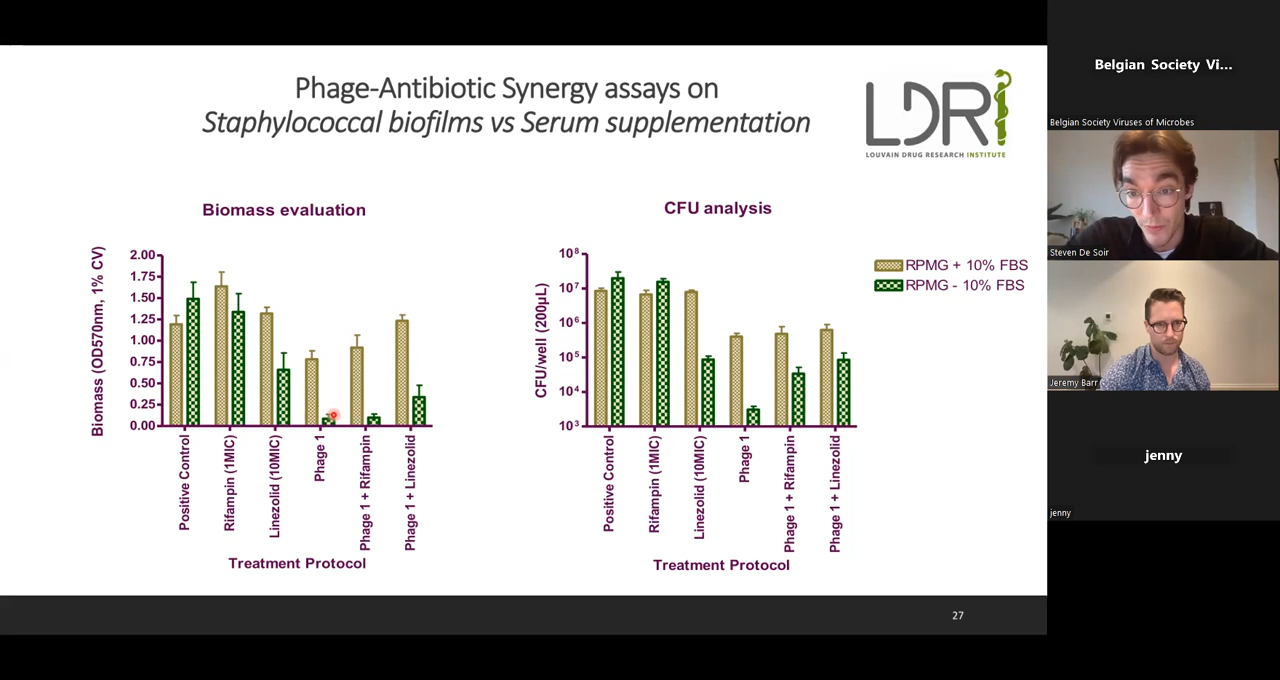 Phage-Antibiotic Synergy assays on
Staphylococcal biofilms vs Serum supplementation
LDRi
LOUVAIN DRUG RESEARCH INSTITUTE
Biomass evaluation
Biomass (OD570nm, 1% CV)
2.00
1.75
1.50
1.25
1.00
0.75
0.50
0.25
0.00
Positive Control
Rifampin (1MIC)
Linezolid (10MIC)
Phage 1
Phage 1 + Rifampin
Phage 1 + Linezolid
Treatment Protocol
CFU analysis
CFU/well (200µL)
10⁸
10⁷
10⁶
10⁵
10⁴
10³
Positive Control
Rifampin (1MIC)
Linezolid (10MIC)
Phage 1
Phage 1 + Rifampin
Phage 1 + Linezolid
Treatment Protocol
RPMG + 10% FBS
RPMG - 10% FBS
27
Belgian Society Vi...
Belgian Society Viruses of Microbes
Steven De Soir
Jeremy Barr
jenny
jenny